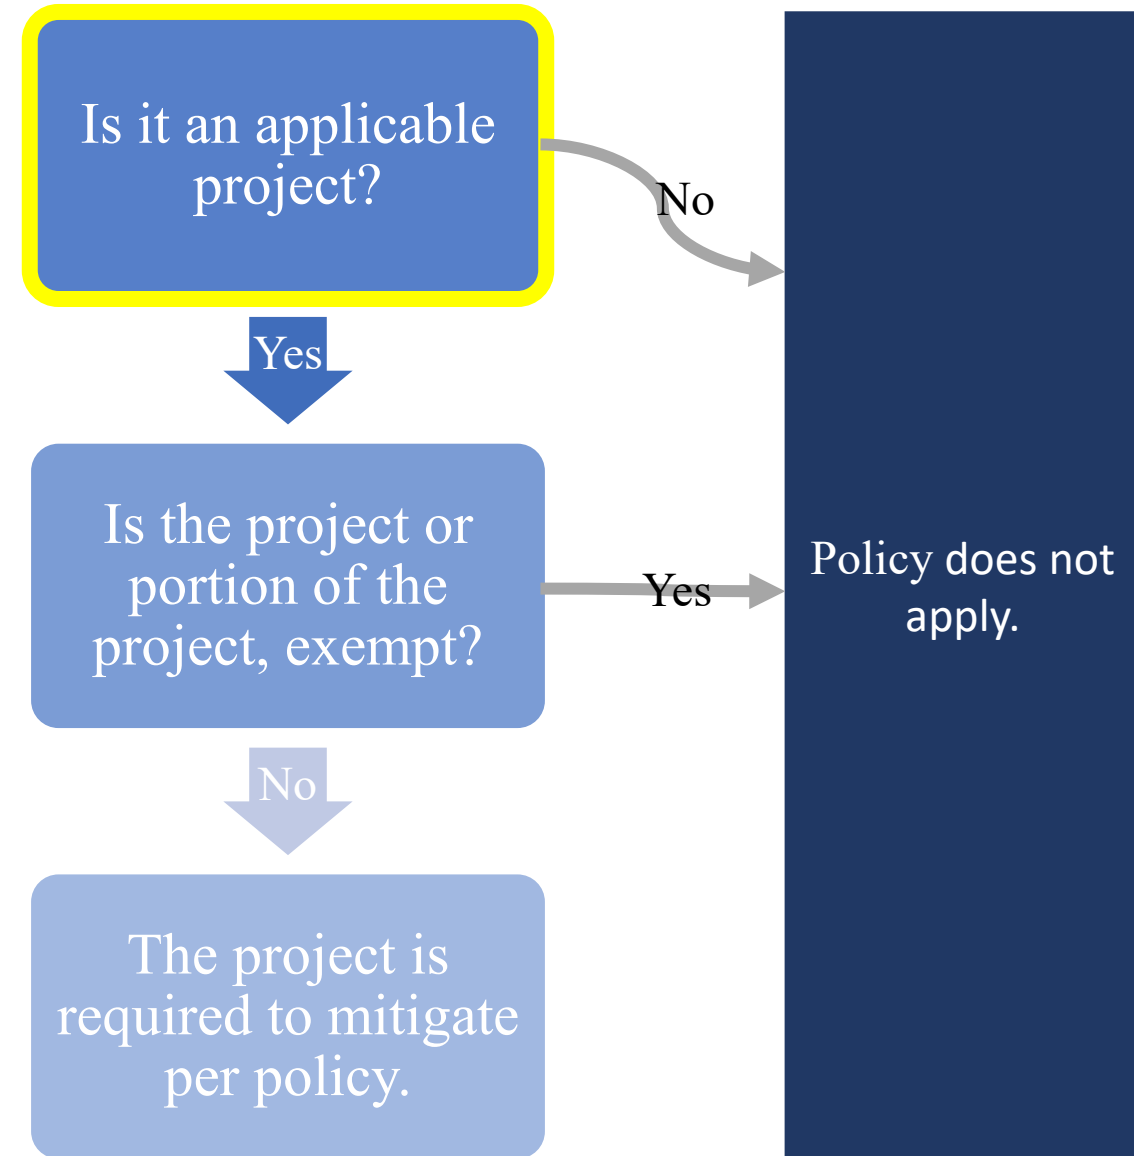 Is it an applicable
project?
No
Yes
Is the project or
portion of the
project, exempt?
Yes
Policy does not
apply.
No
The project is
required to mitigate
per policy.